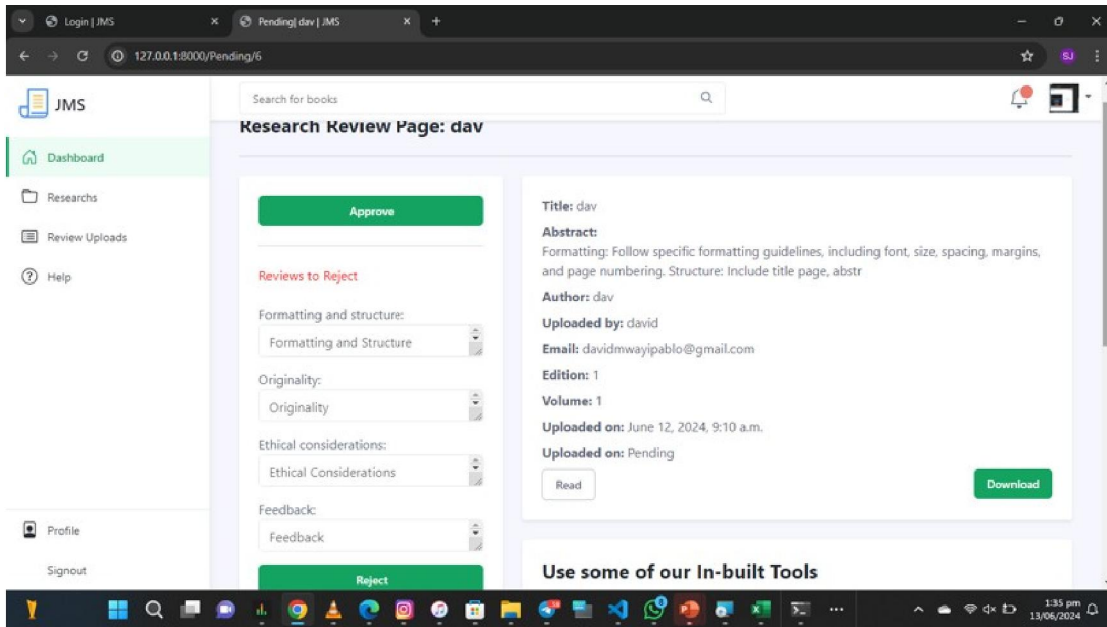 Login | JMS
Pending| dav | JMS
127.0.0.1:8000/Pending/6
SJ
JMS
Search for books
Research Review Page: dav
Dashboard
Researchs
Review Uploads
Help
Profile
Signout
Approve
Reviews to Reject
Formatting and structure:
Formatting and Structure
Originality:
Originality
Ethical considerations:
Ethical Considerations
Feedback:
Feedback
Reject
Title: dav
Abstract:
Formatting: Follow specific formatting guidelines, including font, size, spacing, margins,
and page numbering. Structure: Include title page, abstr
Author: dav
Uploaded by: david
Email: davidmwayipablo@gmail.com
Edition: 1
Volume: 1
Uploaded on: June 12, 2024, 9:10 a.m.
Uploaded on: Pending
Read
Download
Use some of our In-built Tools
1:35 pm
13/06/2024